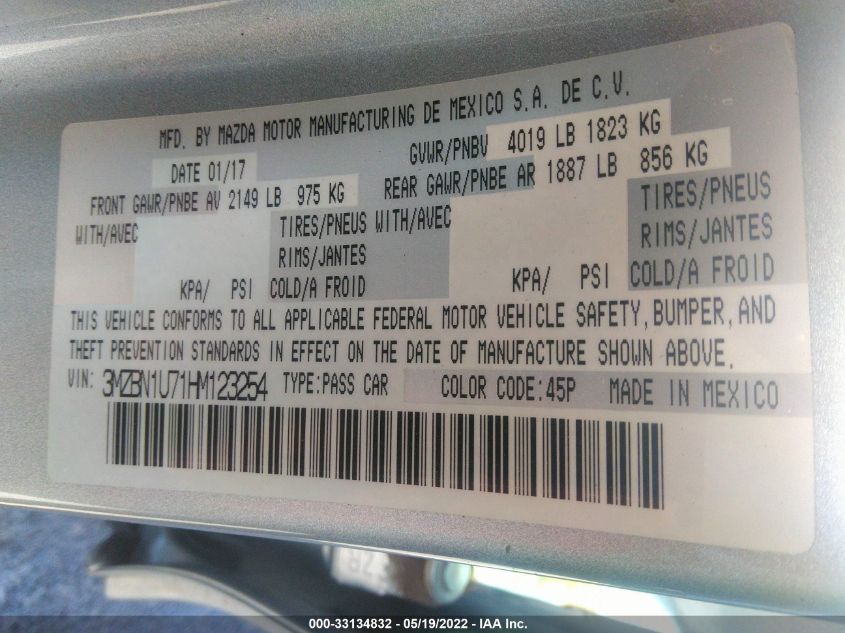 MFD. BY MAZDA MOTOR MANUFACTURING DE MEXICO S.A. DE C.V.
DATE 01/17 GVWR/PNBV 4019 LB 1823 KG
FRONT GAWR/PNBE AV 2149 LB 975 KG REAR GAWR/PNBE AR 1887 LB 856 KG
WITH/AVEC TIRES/PNEUS WITH/AVEC TIRES/PNEUS
RIMS/JANTES RIMS/JANTES
KPA/ PSI COLD/A FROID KPA/ PSI COLD/A FROID
THIS VEHICLE CONFORMS TO ALL APPLICABLE FEDERAL MOTOR VEHICLE SAFETY, BUMPER, AND
THEFT PREVENTION STANDARDS IN EFFECT ON THE DATE OF MANUFACTURE SHOWN ABOVE.
VIN: 3MZBN1U71HM123254 TYPE:PASS CAR COLOR CODE:45P MADE IN MEXICO
000-33134832 - 05/19/2022 - IAA Inc.